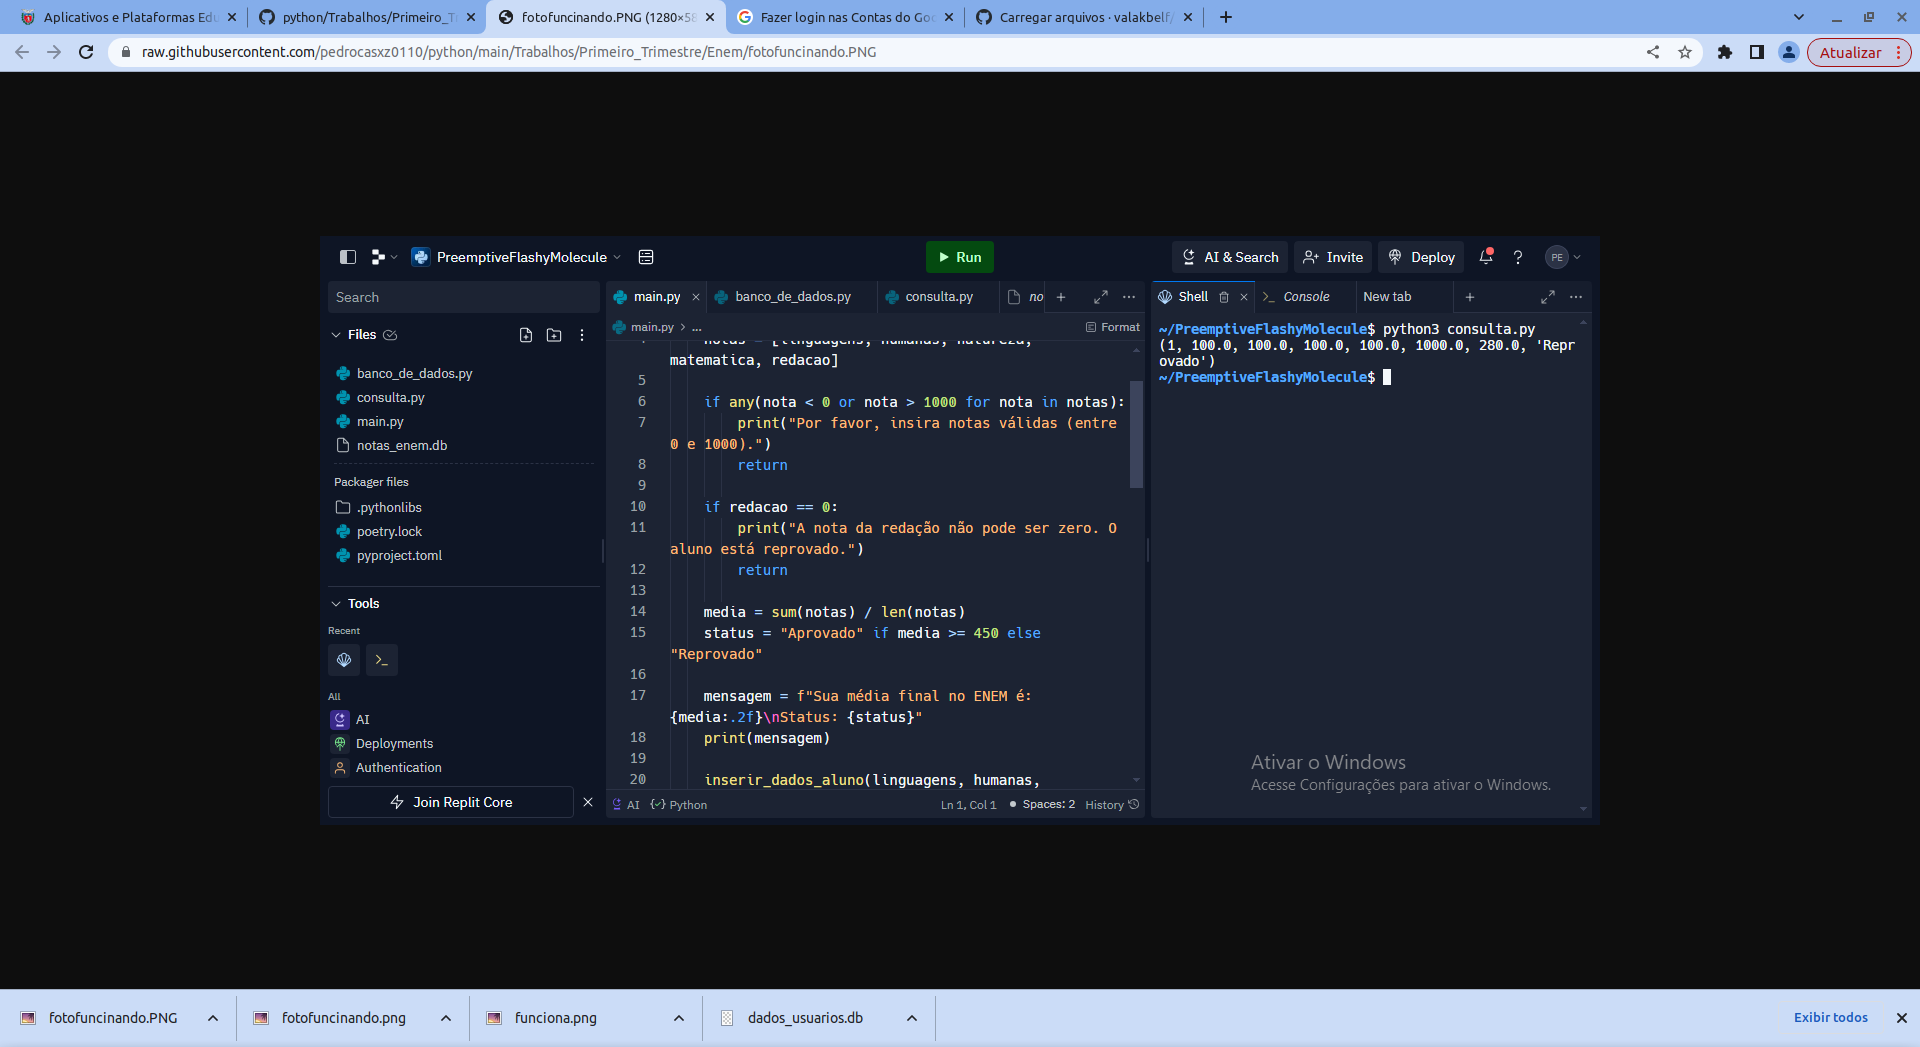 Aplicativos e Plataformas Edu
python/Trabalhos/Primeiro_Tr
fotofuncinando.PNG (1280×58
Fazer login nas Contas do Goo
Carregar arquivos · valakbelf/
raw.githubusercontent.com/pedrocasxz0110/python/main/Trabalhos/Primeiro_Trimestre/Enem/fotofuncinando.PNG
Atualizar
PreemptiveFlashyMolecule
Run
AI & Search
Invite
Deploy
PE
Search
Files
banco_de_dados.py
consulta.py
main.py
notas_enem.db
Packager files
.pythonlibs
poetry.lock
pyproject.toml
Tools
Recent
All
AI
Deployments
Authentication
Join Replit Core
main.py
banco_de_dados.py
consulta.py
no
main.py > ...
Format
4 notas = [linguagens, humanas, natureza,
matematica, redacao]
5
6 if any(nota < 0 or nota > 1000 for nota in notas):
7 print("Por favor, insira notas válidas (entre
0 e 1000).")
8 return
9
10 if redacao == 0:
11 print("A nota da redação não pode ser zero. O
aluno está reprovado.")
12 return
13
14 media = sum(notas) / len(notas)
15 status = "Aprovado" if media >= 450 else
"Reprovado"
16
17 mensagem = f"Sua média final no ENEM é:
{media:.2f}\nStatus: {status}"
18 print(mensagem)
19
20 inserir_dados_aluno(linguagens, humanas,
AI
Python
Ln 1, Col 1
Spaces: 2
History
Shell
Console
New tab
~/PreemptiveFlashyMolecule$ python3 consulta.py
(1, 100.0, 100.0, 100.0, 100.0, 1000.0, 280.0, 'Repr
ovado')
~/PreemptiveFlashyMolecule$
Ativar o Windows
Acesse Configurações para ativar o Windows.
fotofuncinando.PNG
fotofuncinando.png
funciona.png
dados_usuarios.db
Exibir todos